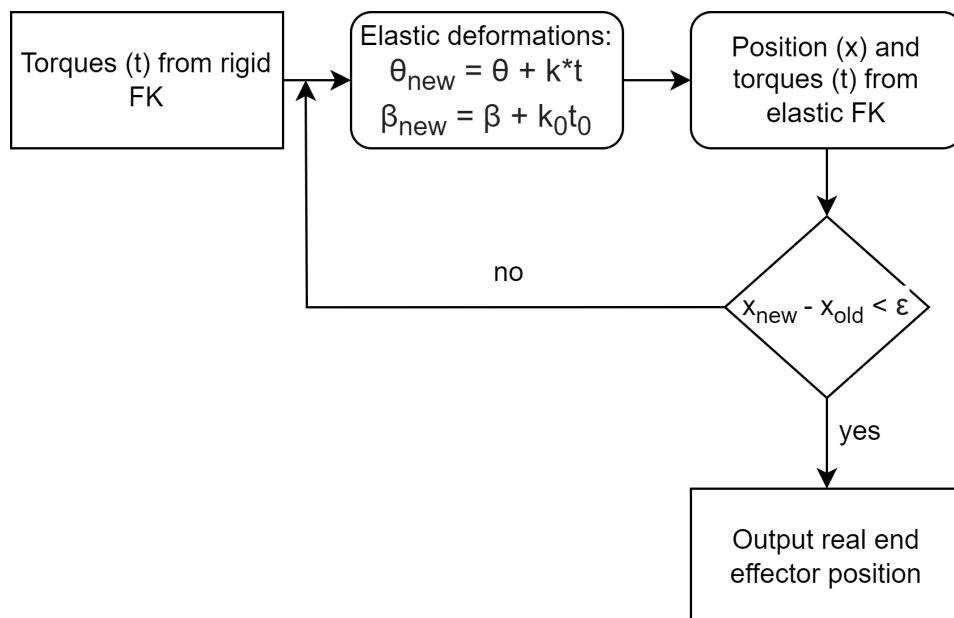 Torques (t) from rigid
FK
Elastic deformations:
θnew = θ + k*t
βnew = β + k0t0
Position (x) and
torques (t) from
elastic FK
no
xnew - xold < ε
yes
Output real end
effector position